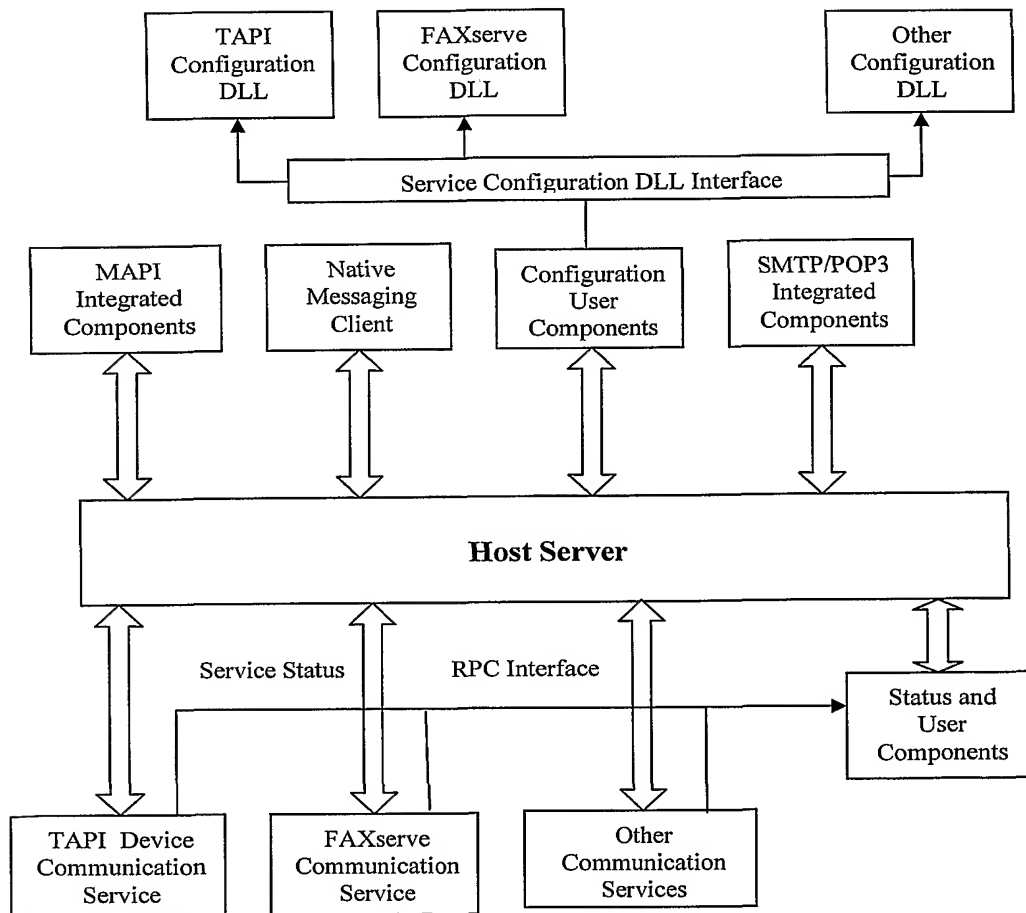 TAPI
Configuration
DLL
FAXserve
Configuration
DLL
Other
Configuration
DLL
Service Configuration DLL Interface
MAPI
Integrated
Components
Native
Messaging
Client
Configuration
User
Components
SMTP/POP3
Integrated
Components
Host Server
Service Status
RPC Interface
Status and
User
Components
TAPI Device
Communication
Service
FAXserve
Communication
Service
Other
Communication
Services